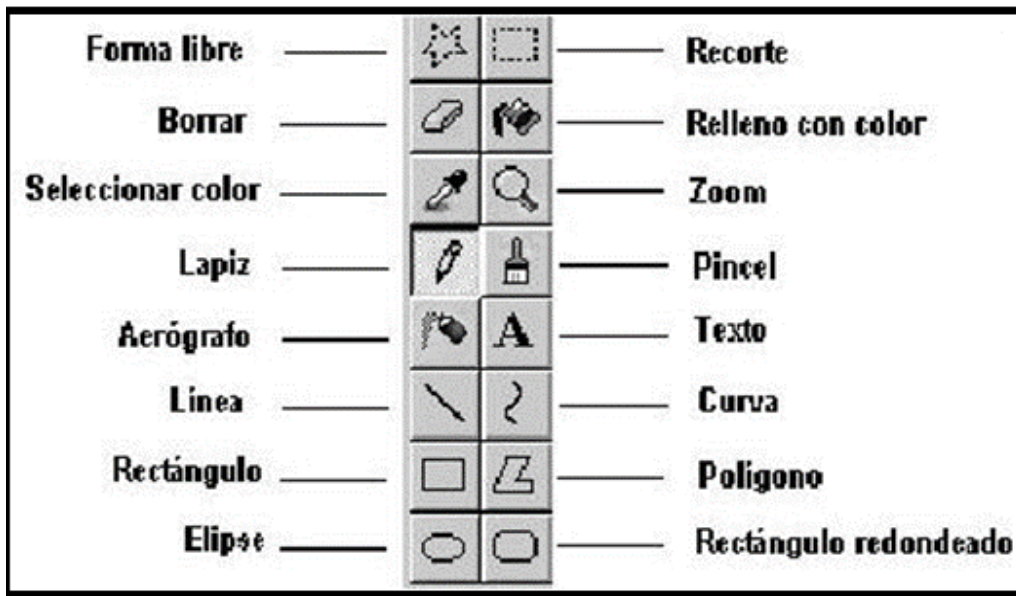 Forma libre
Recorte
Borrar
Relleno con color
Seleccionar color
Zoom
Lapiz
Pincel
Aerógrafo
A
Texto
Linea
Curva
Rectángulo
Poligono
Elipse
Rectángulo redondeado